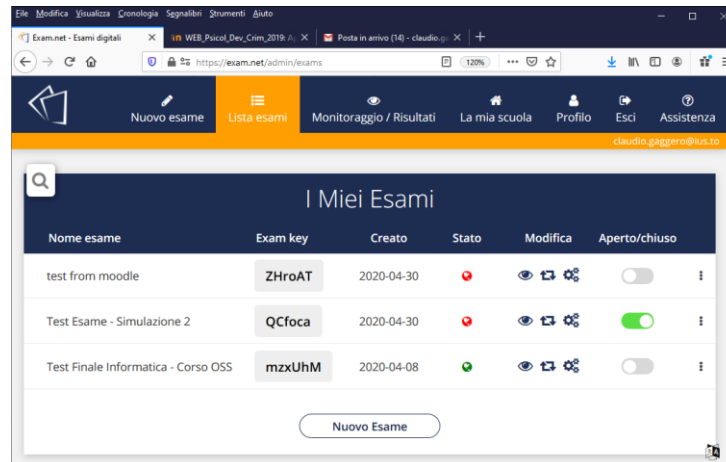 File Modifica Visualizza Cronologia Segnalibri Strumenti Aiuto
Exam.net - Esami digitali
WEB_Psicol_Dev_Crim_2019:
Posta in arrivo (14) - claudio.g
https://exam.net/admin/exams
120%
Nuovo esame
Lista esami
Monitoraggio / Risultati
La mia scuola
Profilo
Esci
Assistenza
claudio.gaggero@ius.to
I Miei Esami
Nome esame Exam key Creato Stato Modifica Aperto/chiuso
test from moodle ZHroAT 2020-04-30
Test Esame - Simulazione 2 QCfoca 2020-04-30
Test Finale Informatica - Corso OSS mzxUhM 2020-04-08
Nuovo Esame